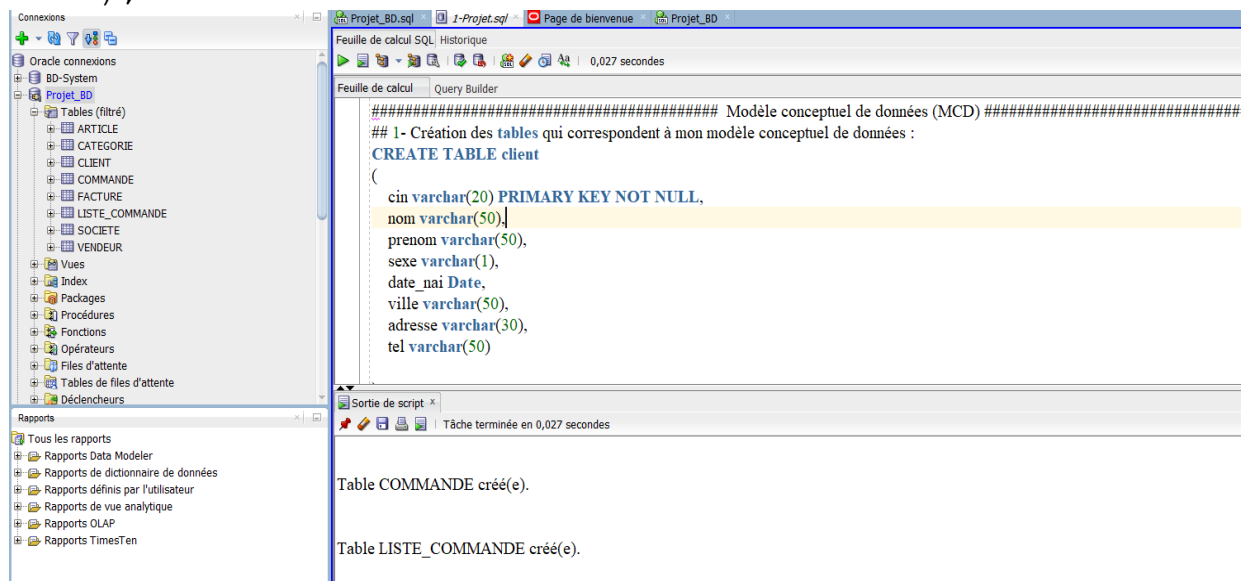 Connexions
Oracle connexions
BD-System
Projet_BD
Tables (filtré)
ARTICLE
CATEGORIE
CLIENT
COMMANDE
FACTURE
LISTE_COMMANDE
SOCIETE
VENDEUR
Vues
Index
Packages
Procédures
Fonctions
Opérateurs
Files d'attente
Tables de files d'attente
Déclencheurs
Rapports
Tous les rapports
Rapports Data Modeler
Rapports de dictionnaire de données
Rapports définis par l'utilisateur
Rapports de vue analytique
Rapports OLAP
Rapports TimesTen
Projet_BD.sql 1-Projet.sql Page de bienvenue Projet_BD
Feuille de calcul SQL Historique
0,027 secondes
Feuille de calcul Query Builder
########################################## Modèle conceptuel de données (MCD) ################################
## 1- Création des tables qui correspondent à mon modèle conceptuel de données :
CREATE TABLE client
(
cin varchar(20) PRIMARY KEY NOT NULL,
nom varchar(50),
prenom varchar(50),
sexe varchar(1),
date_nai Date,
ville varchar(50),
adresse varchar(30),
tel varchar(50)
Sortie de script
Tâche terminée en 0,027 secondes
Table COMMANDE créé(e).
Table LISTE_COMMANDE créé(e).